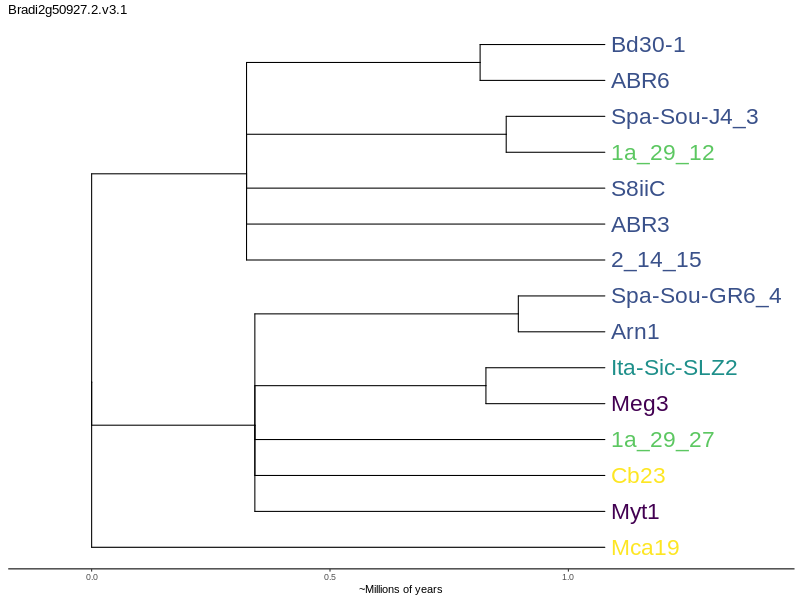 Bradi2g50927.2.v3.1
Bd30-1
ABR6
Spa-Sou-J4_3
1a_29_12
S8iiC
ABR3
2_14_15
Spa-Sou-GR6_4
Arn1
Ita-Sic-SLZ2
Meg3
1a_29_27
Cb23
Myt1
Mca19
0.0 0.5 1.0
~Millions of years